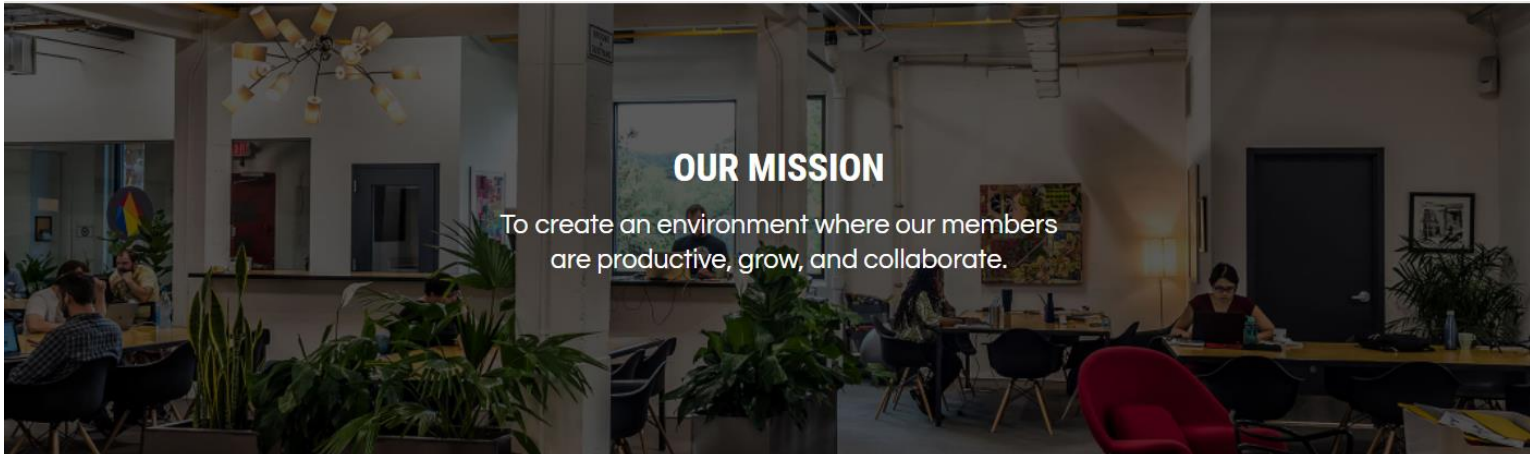 OUR MISSION
To create an environment where our members
are productive, grow, and collaborate.